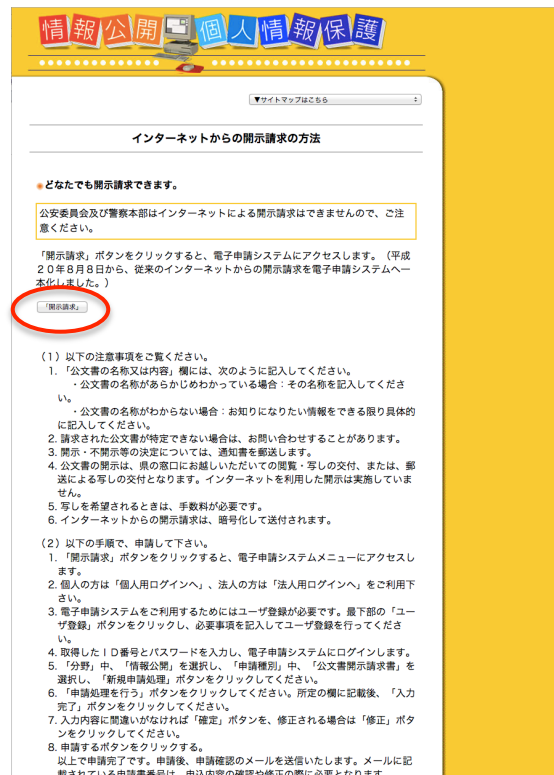 情報公開個人情報保護
▼サイトマップはこちら
インターネットからの開示請求の方法
どなたでも開示請求できます。
公安委員会及び警察本部はインターネットによる開示請求はできませんので、ご注
意ください。
「開示請求」ボタンをクリックすると、電子申請システムにアクセスします。（平成
２０年８月８日から、従来のインターネットからの開示請求を電子申請システムへ一
本化しました。）
「開示請求」
（１）以下の注意事項をご覧ください。
1. 「公文書の名称又は内容」欄には、次のように記入してください。
・公文書の名称があらかじめわかっている場合：その名称を記入してくださ
い。
・公文書の名称がわからない場合：お知りになりたい情報をできる限り具体的
に記入してください。
2. 請求された公文書が特定できない場合は、お問い合わせすることがあります。
3. 開示・不開示等の決定については、通知書を郵送します。
4. 公文書の開示は、県の窓口にお越しいただいての閲覧・写しの交付、または、郵
送による写しの交付となります。インターネットを利用した開示は実施していま
せん。
5. 写しを希望されるときは、手数料が必要です。
6. インターネットからの開示請求は、暗号化して送付されます。
（２）以下の手順で、申請して下さい。
1. 「開示請求」ボタンをクリックすると、電子申請システムメニューにアクセスし
ます。
2. 個人の方は「個人用ログインへ」、法人の方は「法人用ログインへ」をご利用下
さい。
3. 電子申請システムをご利用するためにはユーザ登録が必要です。最下部の「ユー
ザ登録」ボタンをクリックし、必要事項を記入してユーザ登録を行ってくださ
い。
4. 取得したＩＤ番号とパスワードを入力し、電子申請システムにログインします。
5. 「分野」中、「情報公開」を選択し、「申請種別」中、「公文書開示請求書」を
選択し、「新規申請処理」ボタンをクリックしてください。
6. 「申請処理を行う」ボタンをクリックしてください。所定の欄に記載後、「入力
完了」ボタンをクリックしてください。
7. 入力内容に間違いがなければ「確定」ボタンを、修正される場合は「修正」ボタ
ンをクリックしてください。
8. 申請するボタンをクリックする。
以上で申請完了です。申請後、申請確認のメールを送信いたします。メールに記
載されている申請書番号は、申込内容の確認や修正の際に必要となります。